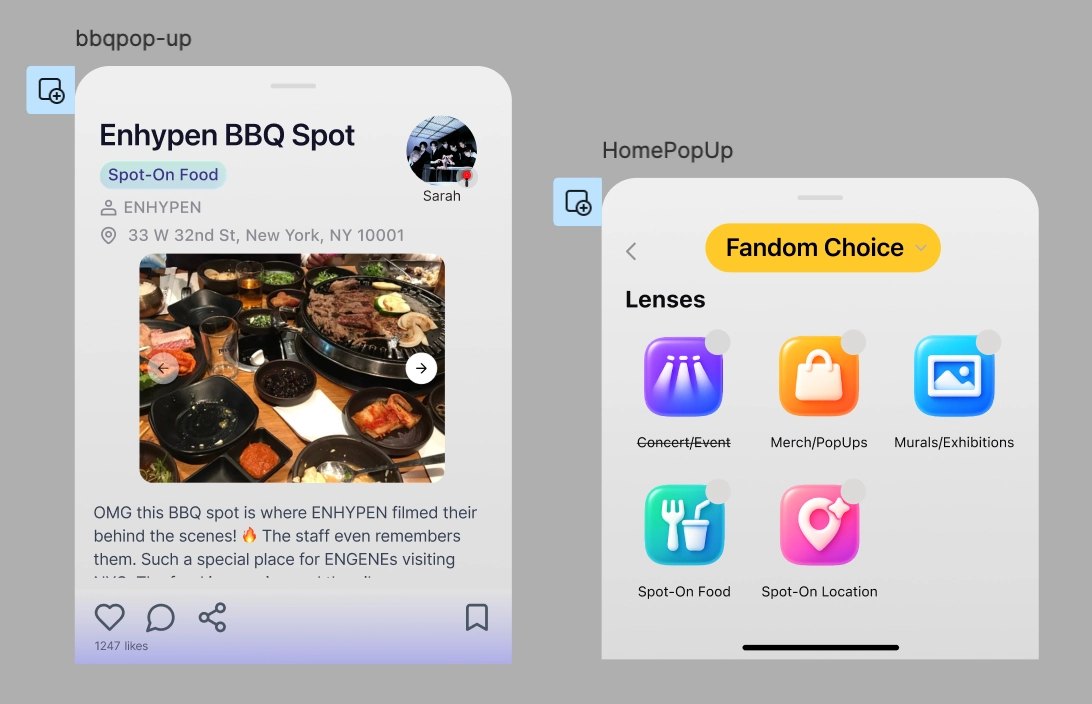 bbqpop-up
Enhypen BBQ Spot
Spot-On Food
Sarah
ENHYPEN
33 W 32nd St, New York, NY 10001
OMG this BBQ spot is where ENHYPEN filmed their
behind the scenes! 🔥 The staff even remembers
them. Such a special place for ENGENEs visiting
1247 likes
HomePopUp
Fandom Choice
Lenses
Concert/Event
Merch/PopUps
Murals/Exhibitions
Spot-On Food
Spot-On Location